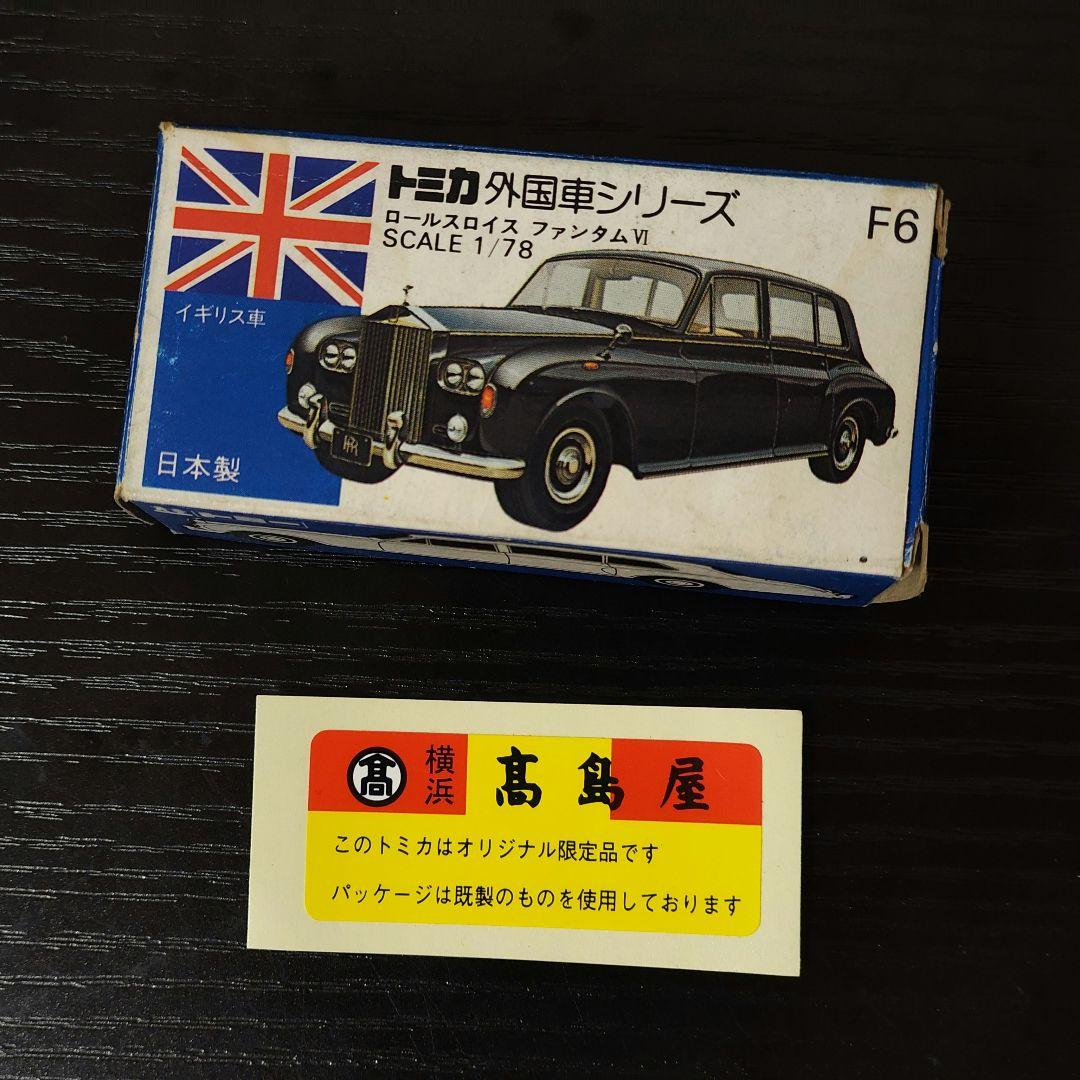 トミカ 外国車シリーズ
F6
ロールスロイス ファンタムⅥ
SCALE 1/78
イギリス車
日本製
髙 横浜 髙島屋
このトミカはオリジナル限定品です
パッケージは既製のものを使用しております